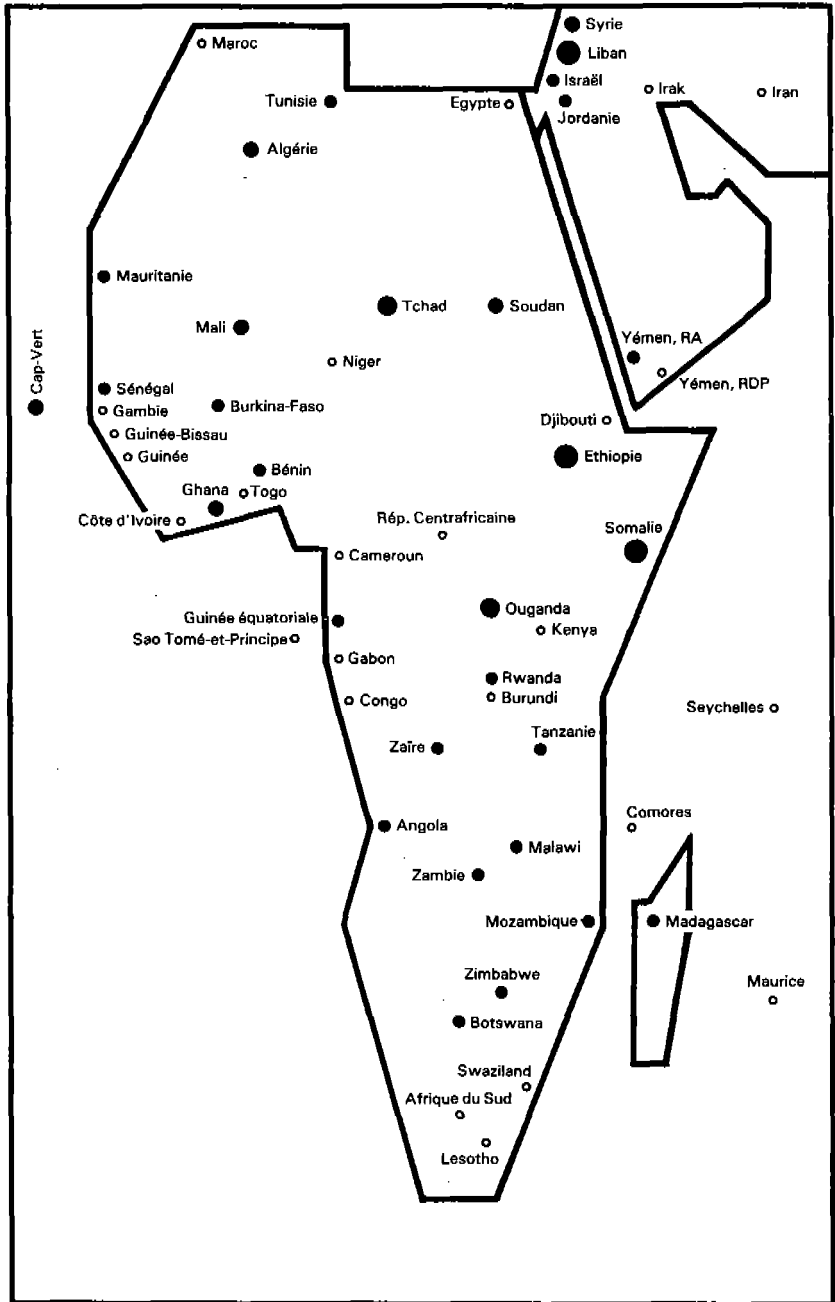 Syrie
Maroc
Liban
Israël
Irak
Iran
Tunisie
Egypte
Jordanie
Algérie
Mauritanie
Tchad
Soudan
Mali
Yémen, RA
Niger
Yémen, RDP
Cap-Vert
Sénégal
Burkina-Faso
Gambie
Djibouti
Guinée-Bissau
Guinée
Ethiopie
Bénin
Ghana
Togo
Côte d'Ivoire
Rép. Centrafricaine
Somalie
Cameroun
Ouganda
Guinée équatoriale
Kenya
Sao Tomé-et-Principe
Gabon
Rwanda
Burundi
Congo
Seychelles
Tanzanie
Zaïre
Comores
Angola
Malawi
Zambie
Mozambique
Madagascar
Zimbabwe
Maurice
Botswana
Swaziland
Afrique du Sud
Lesotho